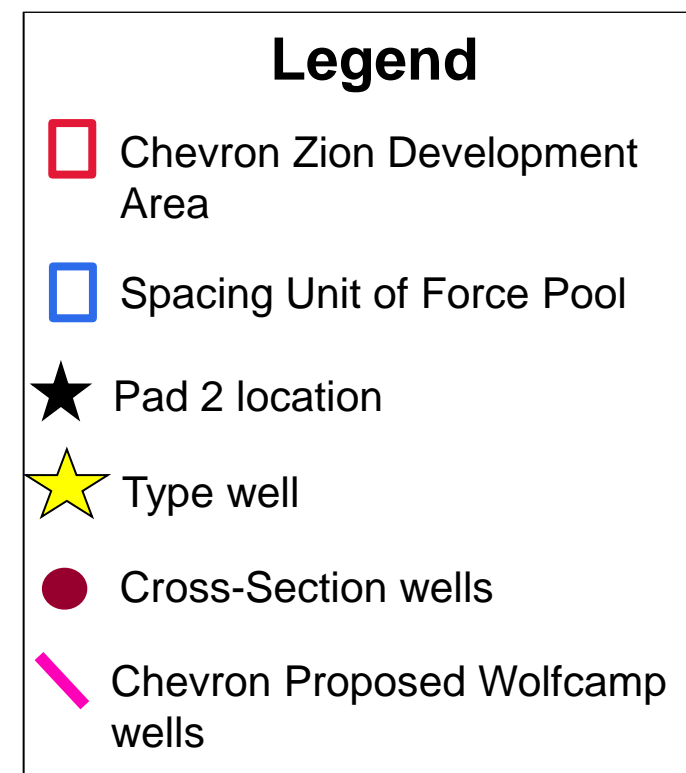 Legend
Chevron Zion Development
Area
Spacing Unit of Force Pool
Pad 2 location
Type well
Cross-Section wells
Chevron Proposed Wolfcamp
wells